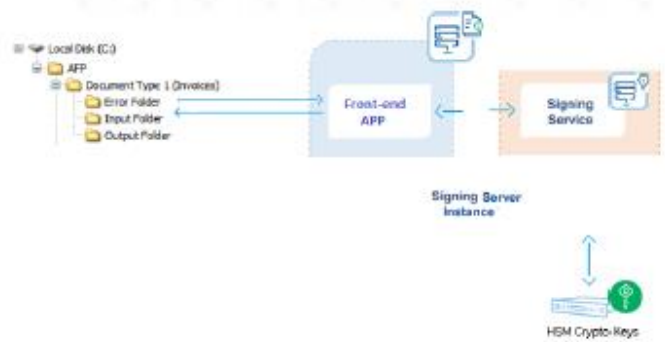 Local Disk (C:)
AFP
Document Type 1 (Invoices)
Error Folder
Input Folder
Output Folder
Front-end
APP
Signing
Service
Signing Server
Instance
HSM Crypto-Keys